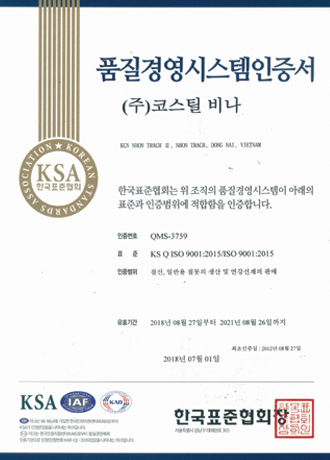 품질경영시스템인증서
(주)코스틸 비나
NHON TRACH II, NHON TRACH, DONG NAI, VIETNAM
KOREAN STANDARDS ASSOCIATION
KSA
한국표준협회
한국표준협회는 위 조직의 품질경영시스템이 아래의
표준과 인증범위에 적합함을 인증합니다.
인증번호 QMS-3759
표 준 KS Q ISO 9001:2015/ISO 9001:2015
인증범위 철선, 일반용 철못의 생산 및 연강선재의 판매
유효기간 2018년 08월 27일부터 2021년 08월 26일까지
최초인증일 : 2012년 08월 27일
2018년 07월 01일
KSA IAF KAB
한국표준협회장